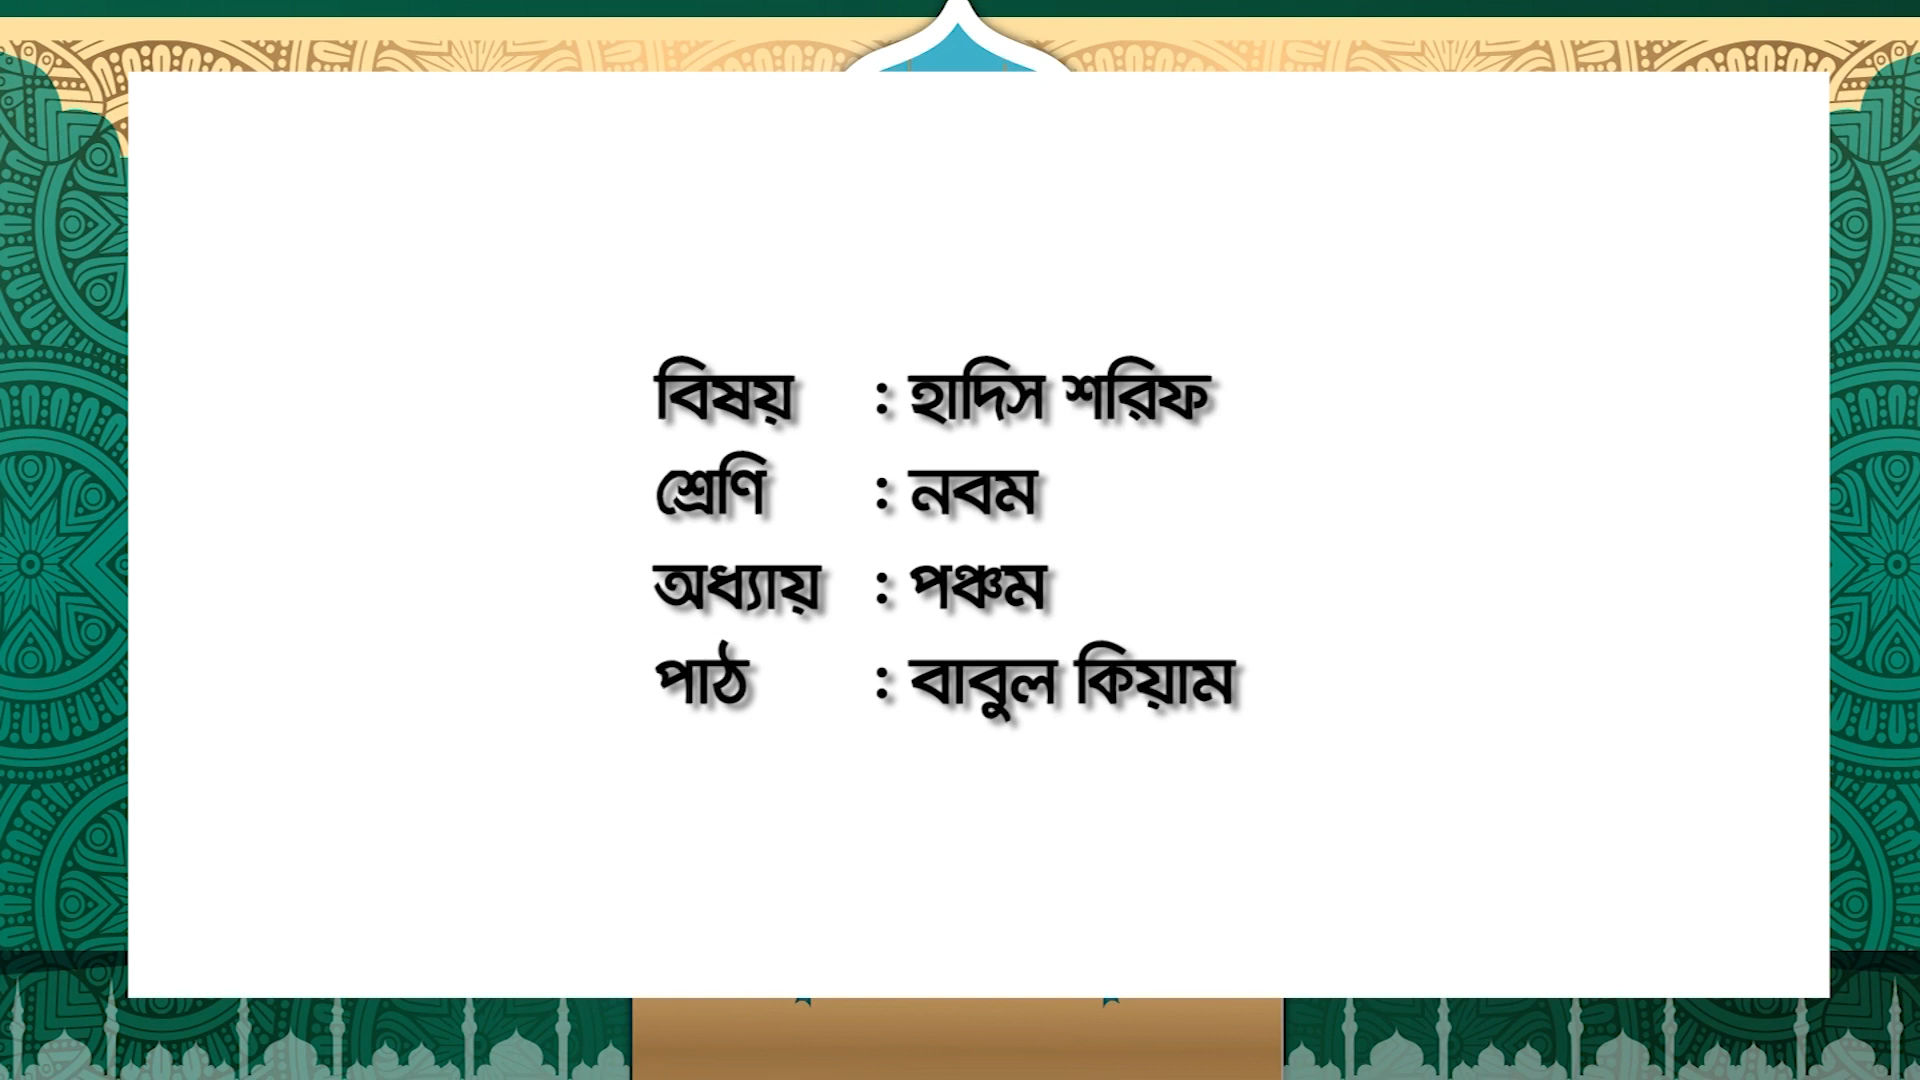 বিষয় : হাদিস শরিফ
শ্রেণি : নবম
অধ্যায় : পঞ্চম
পাঠ : বাবুল কিয়াম